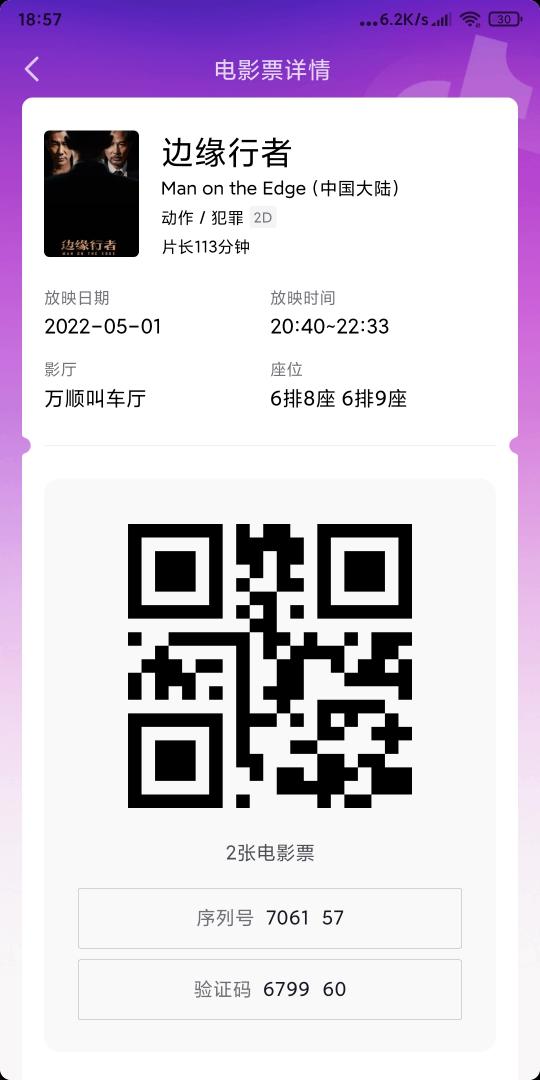 18:57
...6.2K/s
30
电影票详情
边缘行者
Man on the Edge (中国大陆)
动作 / 犯罪 2D
片长113分钟
边缘行者
MAN ON THE EDGE
放映日期
放映时间
2022-05-01
20:40~22:33
影厅
座位
万顺叫车厅
6排8座 6排9座
2张电影票
序列号 7061 57
验证码 6799 60